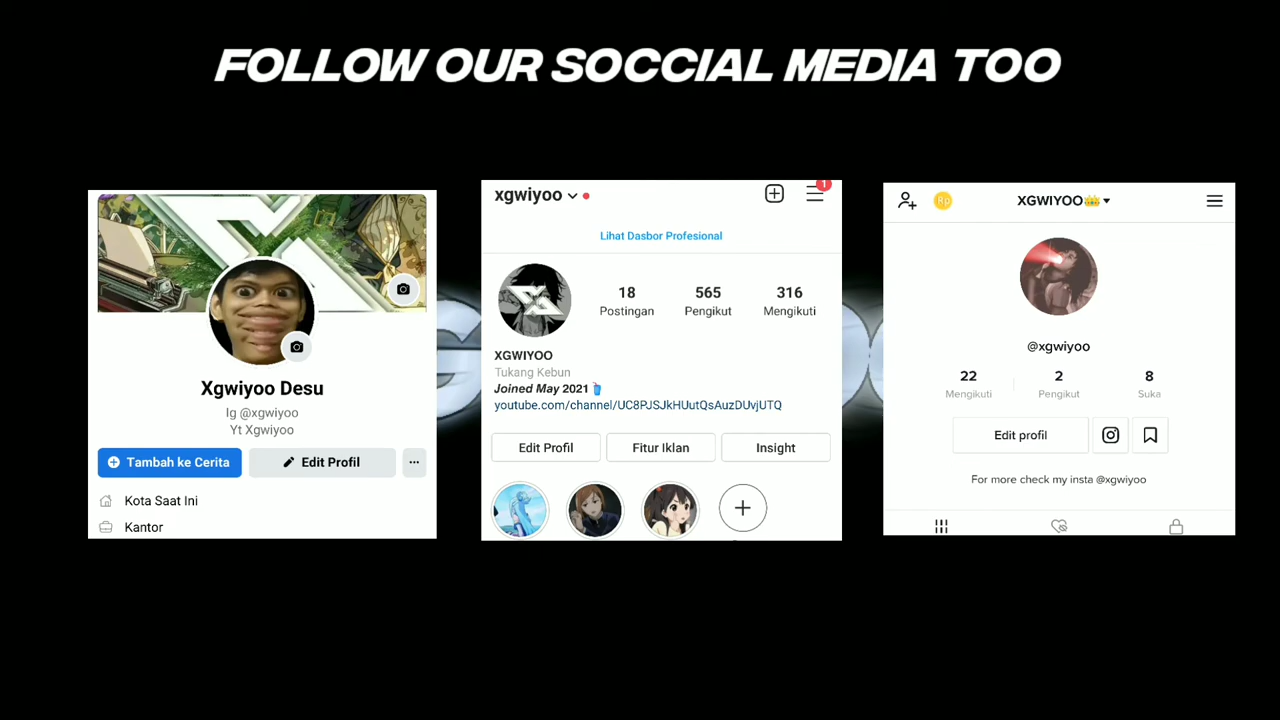 FOLLOW OUR SOCCIAL MEDIA TOO
Xgwiyoo Desu
Ig @xgwiyoo
Yt Xgwiyoo
Tambah ke Cerita
Edit Profil
Kota Saat Ini
Kantor
xgwiyoo
1
Lihat Dasbor Profesional
18
Postingan
565
Pengikut
316
Mengikuti
XGWIYOO
Tukang Kebun
Joined May 2021
youtube.com/channel/UC8PJSJkHUutQsAuzDUvjUTQ
Edit Profil
Fitur Iklan
Insight
Rp
XGWIYOO
@xgwiyoo
22
Mengikuti
2
Pengikut
8
Suka
Edit profil
For more check my insta @xgwiyoo